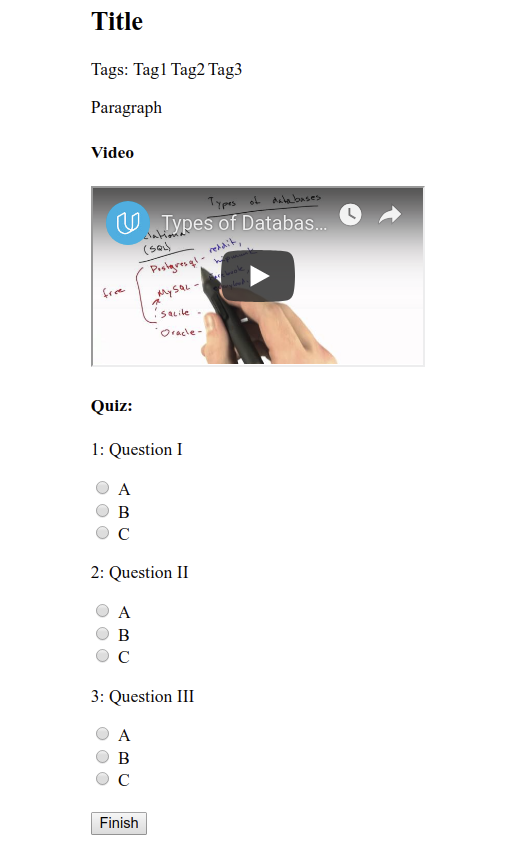 Title
Tags: Tag1 Tag2 Tag3
Paragraph
Video
Types of databases
Types of Databas...
(SQL)
Postgresql - reddit,
free
MySQL -
SQLite -
Oracle -
Quiz:
1: Question I
A
B
C
2: Question II
A
B
C
3: Question III
A
B
C
Finish